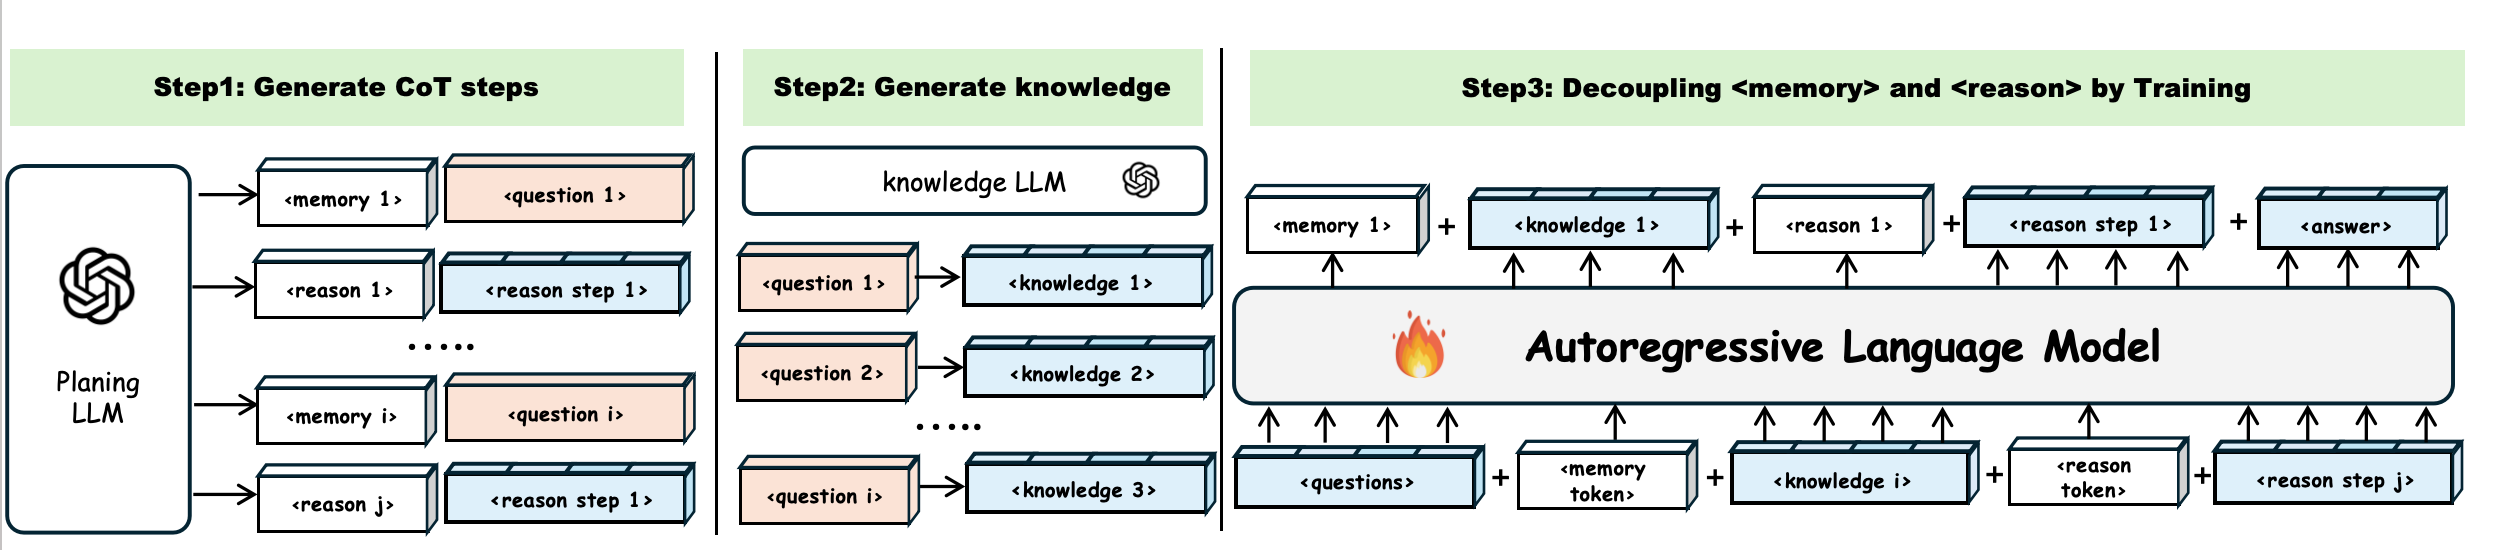 Step1: Generate CoT steps
Planing
LLM
<memory 1>
<question 1>
<reason 1>
<reason step 1>
.....
<memory i>
<question i>
<reason j>
<reason step 1>
Step2: Generate knowledge
knowledge LLM
<question 1>
<knowledge 1>
<question 2>
<knowledge 2>
.....
<question i>
<knowledge 3>
Step3: Decoupling <memory> and <reason> by Training
<memory 1> + <knowledge 1> + <reason 1> + <reason step 1> + <answer>
Autoregressive Language Model
<questions> + <memory
token> + <knowledge i> + <reason
token> + <reason step j>